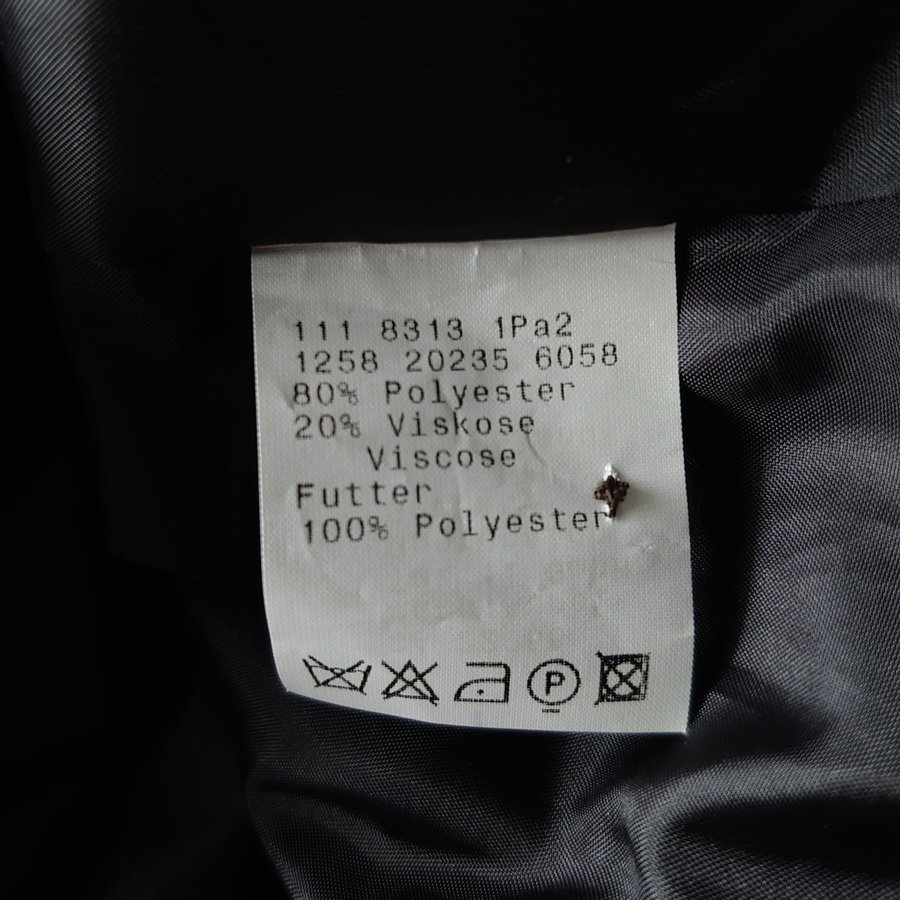 111 8313 1Pa2
1258 20235 6058
80% Polyester
20% Viskose
Viscose
Futter
100% Polyester
P